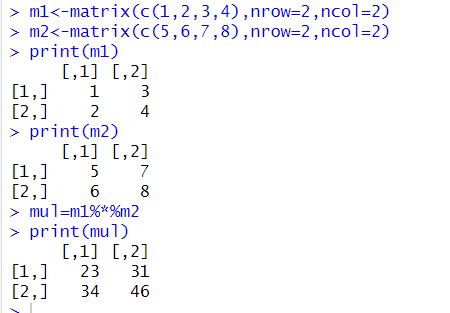 > m1<-matrix(c(1,2,3,4),nrow=2,ncol=2)
> m2<-matrix(c(5,6,7,8),nrow=2,ncol=2)
> print(m1)
     [,1] [,2]
[1,]    1    3
[2,]    2    4
> print(m2)
     [,1] [,2]
[1,]    5    7
[2,]    6    8
> mul=m1%*%m2
> print(mul)
     [,1] [,2]
[1,]   23   31
[2,]   34   46
>